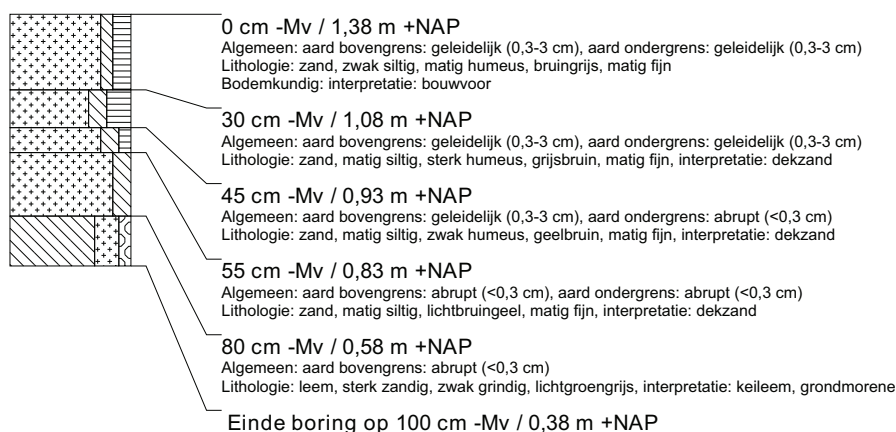 0 cm -Mv / 1,38 m +NAP
Algemeen: aard bovengrens: geleidelijk (0,3-3 cm), aard ondergrens: geleidelijk (0,3-3 cm)
Lithologie: zand, zwak siltig, matig humeus, bruingrijs, matig fijn
Bodemkundig: interpretatie: bouwvoor
30 cm -Mv / 1,08 m +NAP
Algemeen: aard bovengrens: geleidelijk (0,3-3 cm), aard ondergrens: geleidelijk (0,3-3 cm)
Lithologie: zand, matig siltig, sterk humeus, grijsbruin, matig fijn, interpretatie: dekzand
45 cm -Mv / 0,93 m +NAP
Algemeen: aard bovengrens: geleidelijk (0,3-3 cm), aard ondergrens: abrupt (<0,3 cm)
Lithologie: zand, matig siltig, zwak humeus, geelbruin, matig fijn, interpretatie: dekzand
55 cm -Mv / 0,83 m +NAP
Algemeen: aard bovengrens: abrupt (<0,3 cm), aard ondergrens: abrupt (<0,3 cm)
Lithologie: zand, matig siltig, lichtbruingeel, matig fijn, interpretatie: dekzand
80 cm -Mv / 0,58 m +NAP
Algemeen: aard bovengrens: abrupt (<0,3 cm)
Lithologie: leem, sterk zandig, zwak grindig, lichtgroengrijs, interpretatie: keileem, grondmorene
Einde boring op 100 cm -Mv / 0,38 m +NAP